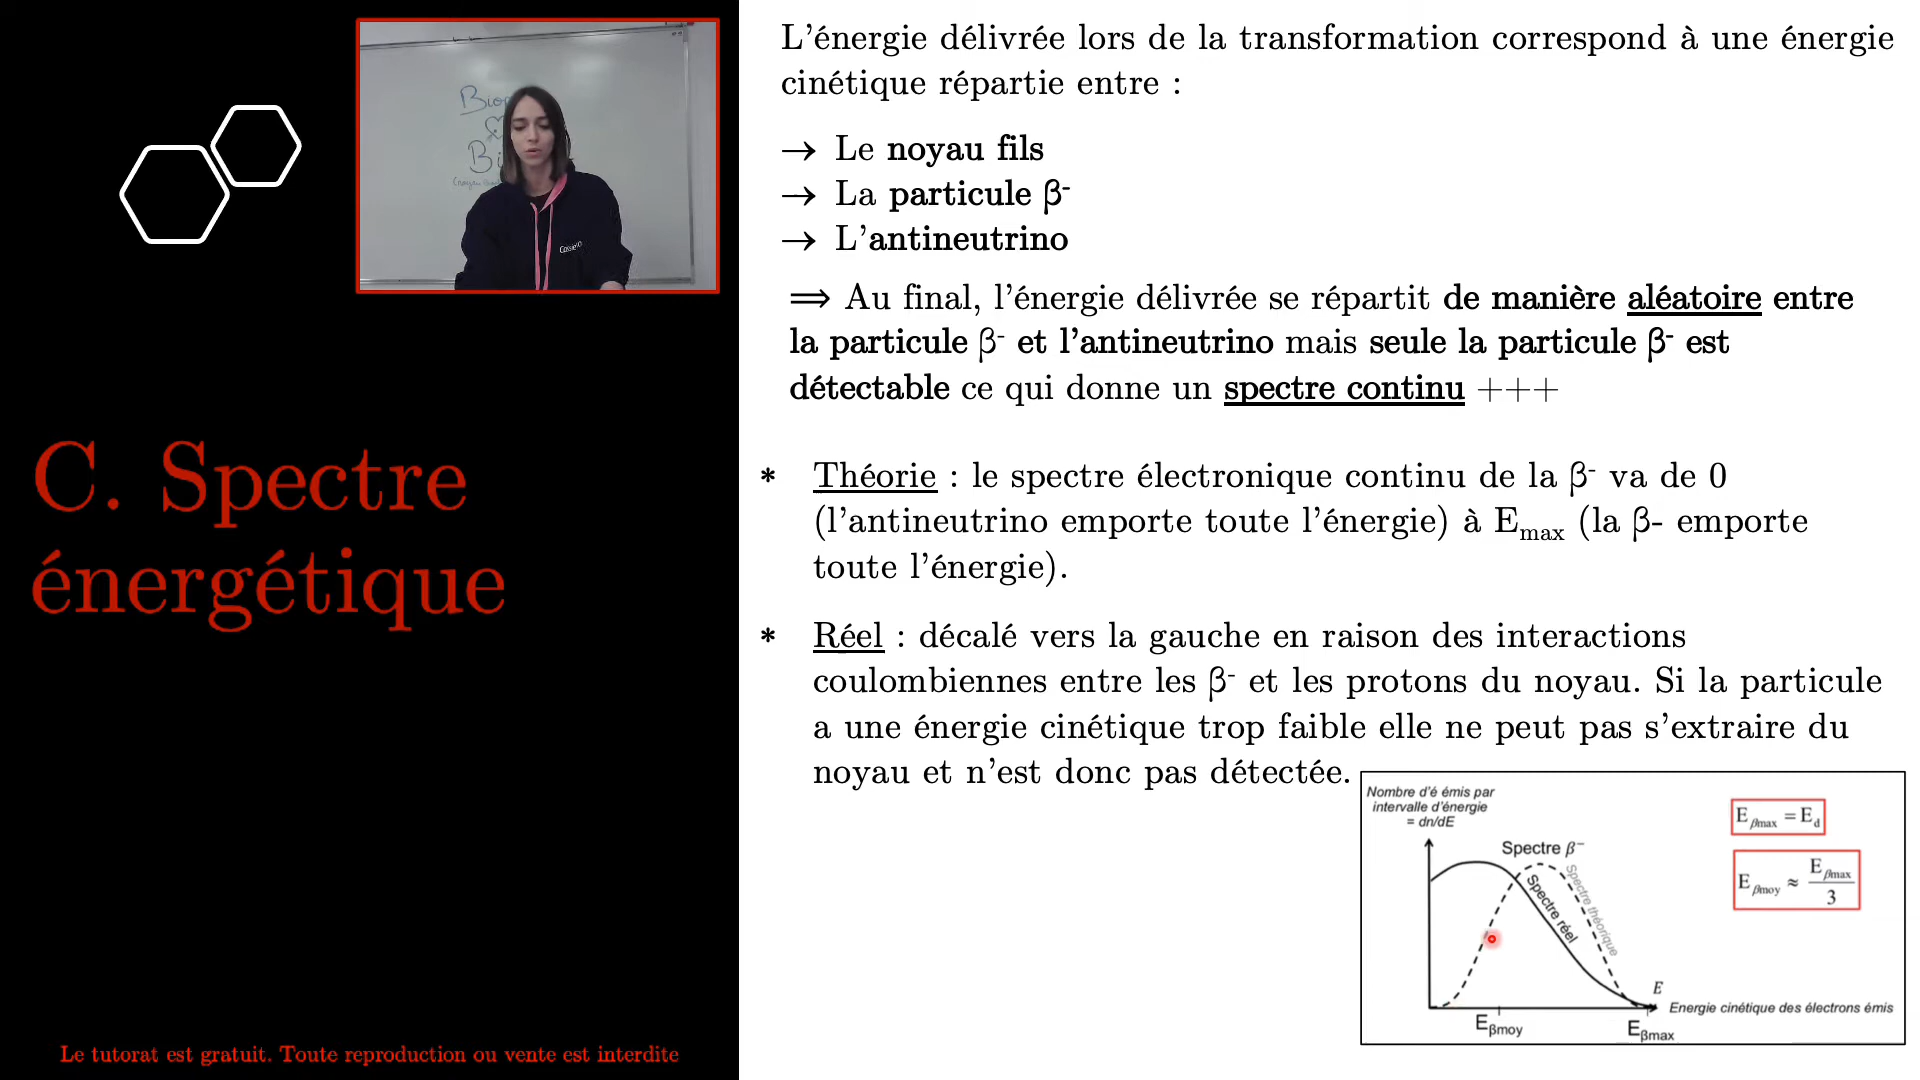 L'énergie délivrée lors de la transformation correspond à une énergie
cinétique répartie entre :
→ Le noyau fils
→ La particule β-
→ L'antineutrino
⟹ Au final, l'énergie délivrée se répartit de manière aléatoire entre
la particule β- et l'antineutrino mais seule la particule β- est
détectable ce qui donne un spectre continu +++
C. Spectre
énergétique
* Théorie : le spectre électronique continu de la β- va de 0
(l'antineutrino emporte toute l'énergie) à Emax (la β- emporte
toute l'énergie).
* Réel : décalé vers la gauche en raison des interactions
coulombiennes entre les β- et les protons du noyau. Si la particule
a une énergie cinétique trop faible elle ne peut pas s'extraire du
noyau et n'est donc pas détectée.
Nombre d'é émis par
intervalle d'énergie
= dn/dE
Spectre β−
Spectre réel
Spectre théorique
E βmax = Ed
E βmoy ≈ E βmax / 3
E
Energie cinétique des électrons émis
Eβmoy
Eβmax
Le tutorat est gratuit. Toute reproduction ou vente est interdite